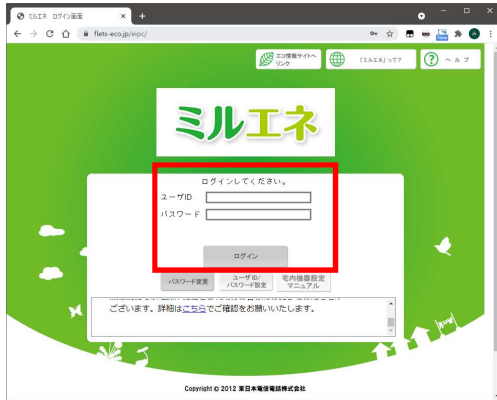 ミルエネ ログイン画面
flets-eco.jp/eipc/
New
エコ情報サイトへ
リンク
「ミルエネ」って?
? ヘルプ
ミルエネ
ログインしてください。
ユーザID
パスワード
ログイン
パスワード変更
ユーザID/
パスワード設定
宅内機器設定
マニュアル
ございます。詳細はこちらでご確認をお願いいたします。
Copyright © 2012 東日本電信電話株式会社